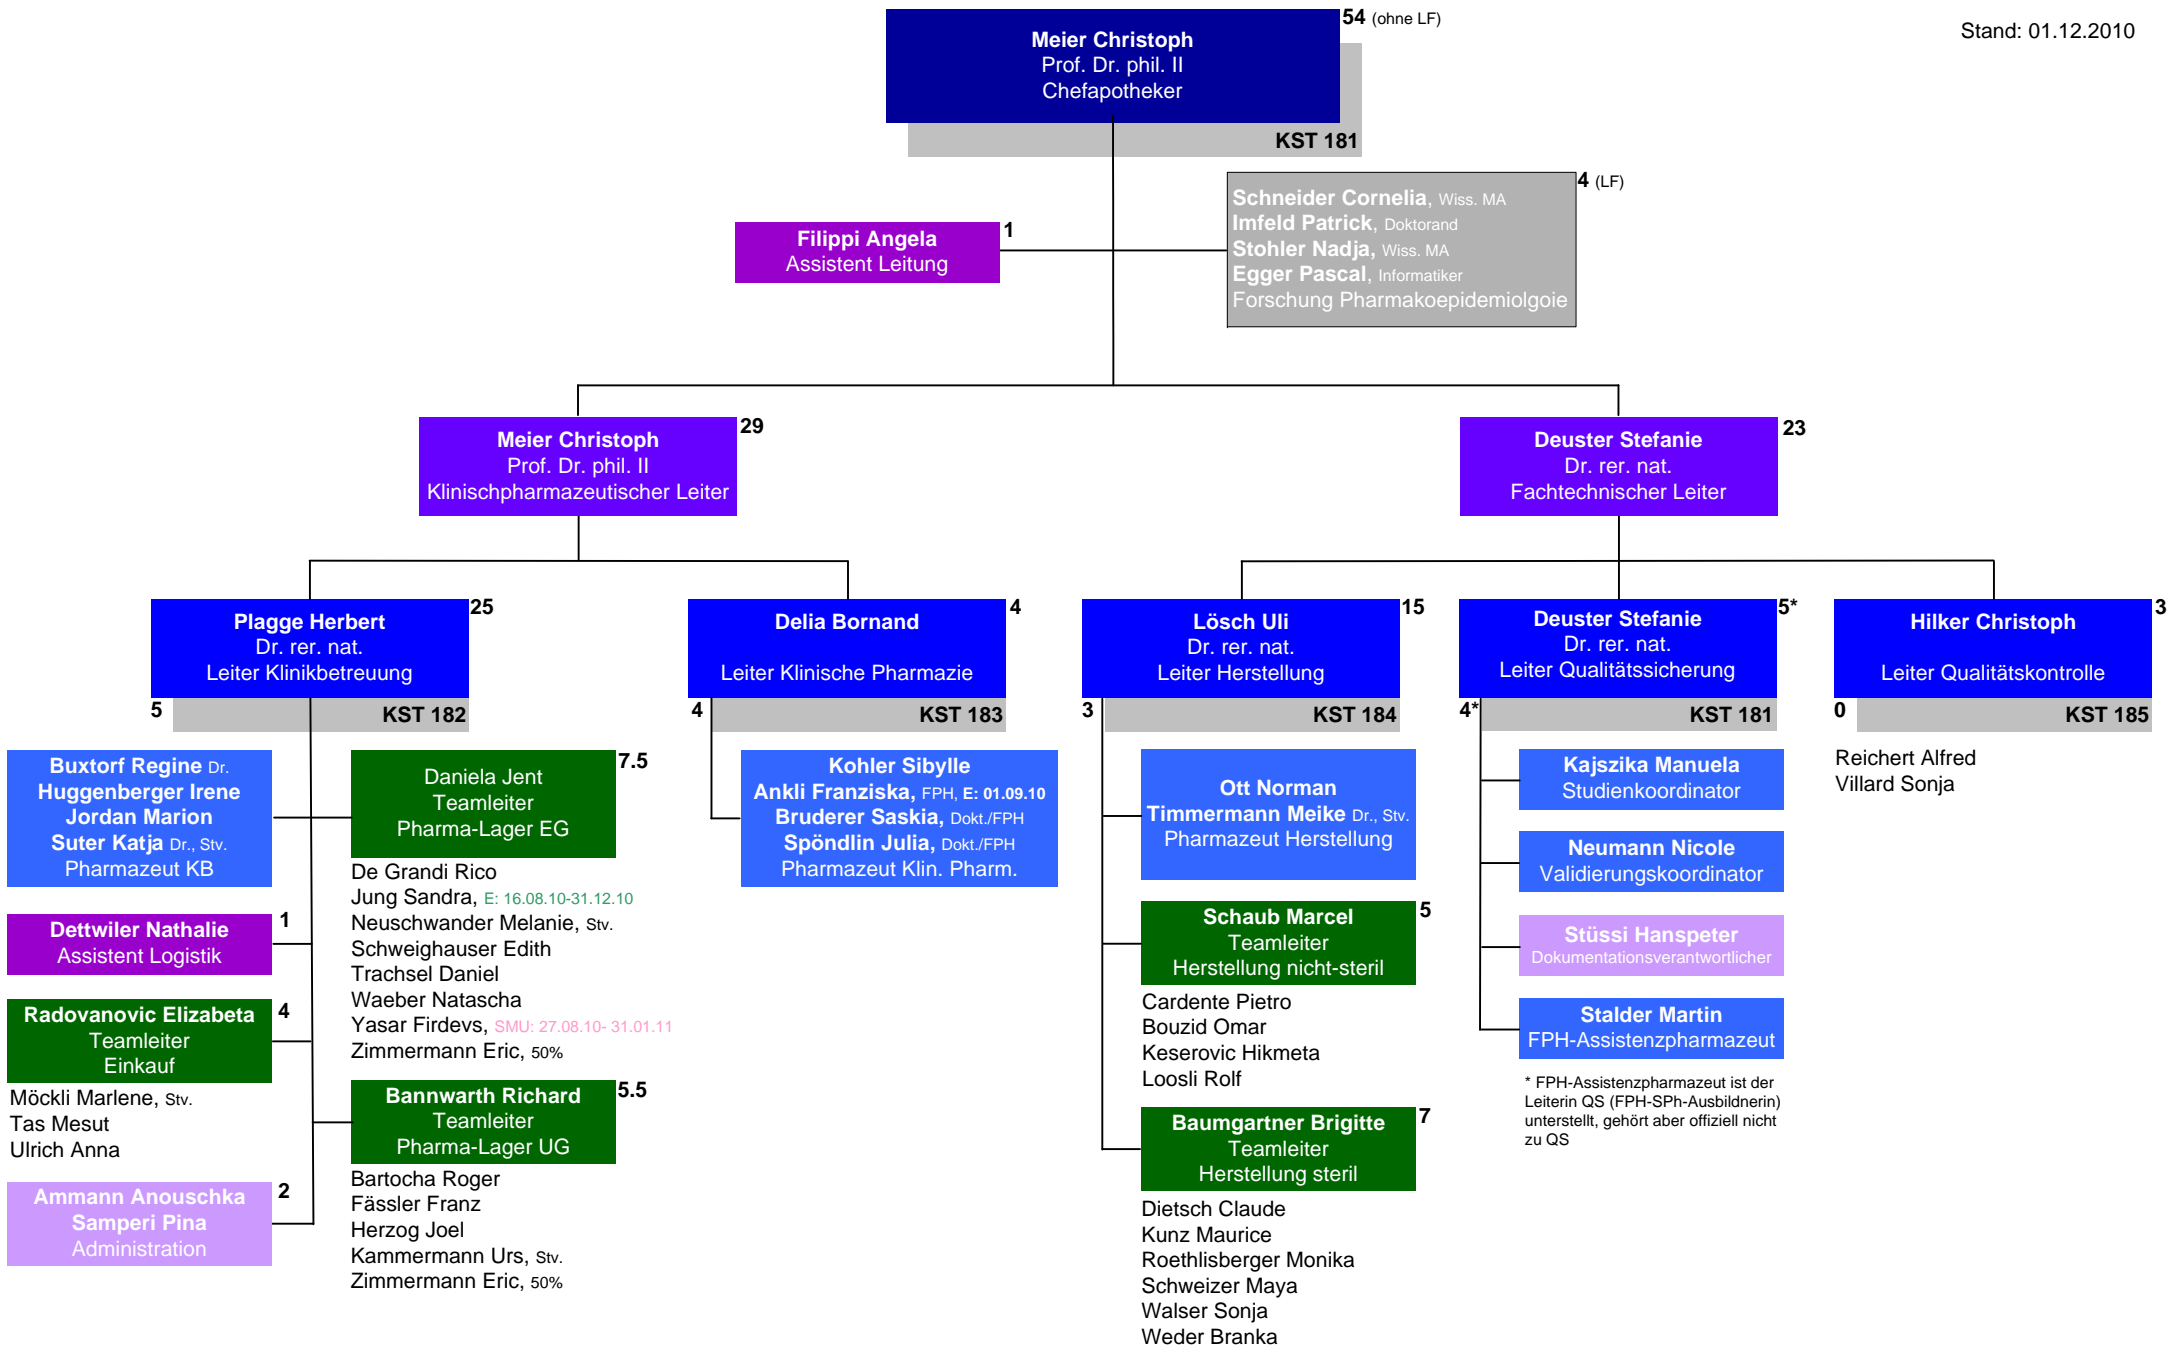 54 (ohne LF)
Stand: 01.12.2010
Meier Christoph
Prof. Dr. phil. II
Chefapotheker
KST 181
4 (LF)
Schneider Cornelia, Wiss. MA
Imfeld Patrick, Doktorand
Stohler Nadja, Wiss. MA
Egger Pascal, Informatiker
Forschung Pharmakoepidemiolgoie
1
Filippi Angela
Assistent Leitung
29
Meier Christoph
Prof. Dr. phil. II
Klinischpharmazeutischer Leiter
23
Deuster Stefanie
Dr. rer. nat.
Fachtechnischer Leiter
25
Plagge Herbert
Dr. rer. nat.
Leiter Klinikbetreuung
5
KST 182
4
Delia Bornand
Leiter Klinische Pharmazie
4
KST 183
15
Lösch Uli
Dr. rer. nat.
Leiter Herstellung
3
KST 184
5*
Deuster Stefanie
Dr. rer. nat.
Leiter Qualitätssicherung
4*
KST 181
3
Hilker Christoph
Leiter Qualitätskontrolle
0
KST 185
Buxtorf Regine Dr.
Huggenberger Irene
Jordan Marion
Suter Katja Dr., Stv.
Pharmazeut KB
1
Dettwiler Nathalie
Assistent Logistik
4
Radovanovic Elizabeta
Teamleiter
Einkauf
Möckli Marlene, Stv.
Tas Mesut
Ulrich Anna
2
Ammann Anouschka
Samperi Pina
Administration
7.5
Daniela Jent
Teamleiter
Pharma-Lager EG
De Grandi Rico
Jung Sandra, E: 16.08.10-31.12.10
Neuschwander Melanie, Stv.
Schweighauser Edith
Trachsel Daniel
Waeber Natascha
Yasar Firdevs, SMU: 27.08.10- 31.01.11
Zimmermann Eric, 50%
5.5
Bannwarth Richard
Teamleiter
Pharma-Lager UG
Bartocha Roger
Fässler Franz
Herzog Joel
Kammermann Urs, Stv.
Zimmermann Eric, 50%
Kohler Sibylle
Ankli Franziska, FPH, E: 01.09.10
Bruderer Saskia, Dokt./FPH
Spöndlin Julia, Dokt./FPH
Pharmazeut Klin. Pharm.
Ott Norman
Timmermann Meike Dr., Stv.
Pharmazeut Herstellung
5
Schaub Marcel
Teamleiter
Herstellung nicht-steril
Cardente Pietro
Bouzid Omar
Keserovic Hikmeta
Loosli Rolf
7
Baumgartner Brigitte
Teamleiter
Herstellung steril
Dietsch Claude
Kunz Maurice
Roethlisberger Monika
Schweizer Maya
Walser Sonja
Weder Branka
Kajszika Manuela
Studienkoordinator
Neumann Nicole
Validierungskoordinator
Stüssi Hanspeter
Dokumentationsverantwortlicher
Stalder Martin
FPH-Assistenzpharmazeut
* FPH-Assistenzpharmazeut ist der
Leiterin QS (FPH-SPh-Ausbildnerin)
unterstellt, gehört aber offiziell nicht
zu QS
Reichert Alfred
Villard Sonja